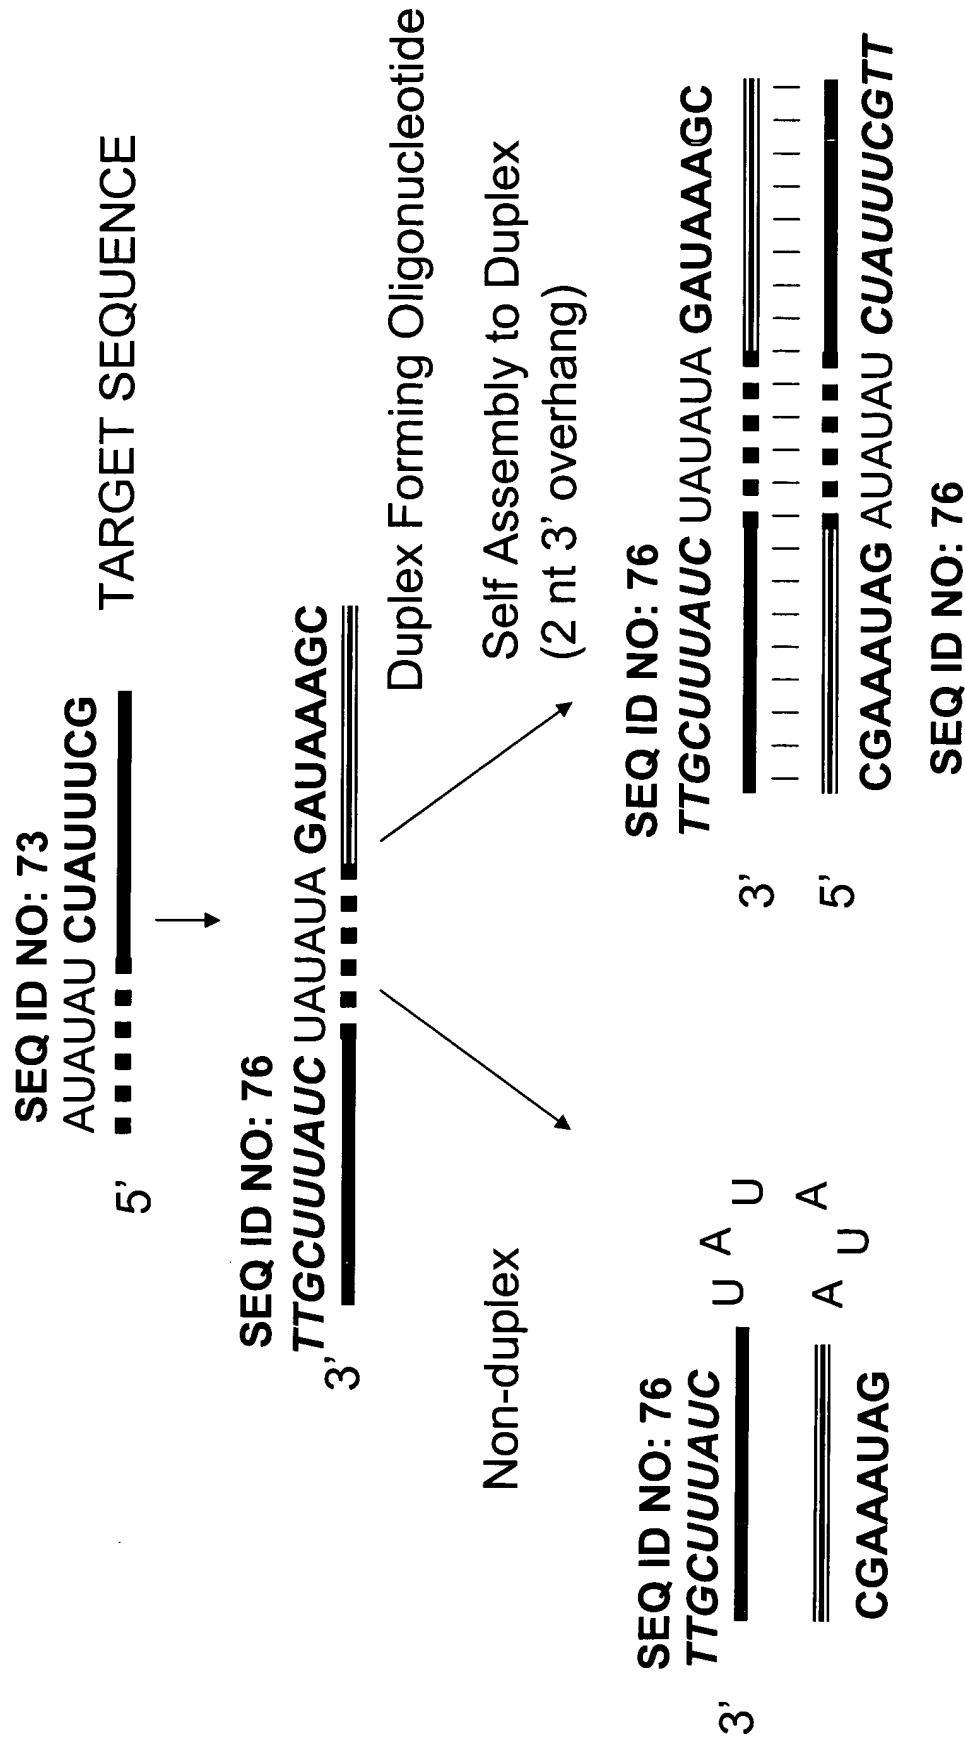 SEQ ID NO: 73
AUAUAU CUAUUUCG
5'
TARGET SEQUENCE
SEQ ID NO: 76
TTGCUUUAUC UAUAUA GAUAAAGC
3'
Duplex Forming Oligonucleotide
Non-duplex
Self Assembly to Duplex
(2 nt 3' overhang)
SEQ ID NO: 76
TTGCUUUAUC
3'
U A U
A U A
CGAAAUAG
SEQ ID NO: 76
TTGCUUUAUC UAUAUA GAUAAAGC
3'
5'
CGAAAUAG AUAUAU CUAUUUCGTT
SEQ ID NO: 76